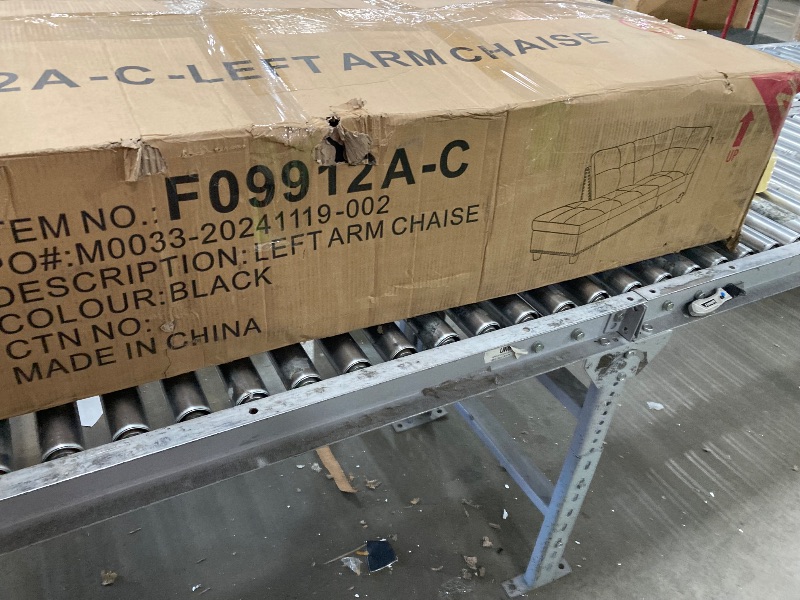 2A-C-LEFT ARM CHAISE
TEM NO.: F09912A-C
PO#:M0033-20241119-002
DESCRIPTION:LEFT ARM CHAISE
COLOUR:BLACK
CTN NO:
MADE IN CHINA
UP